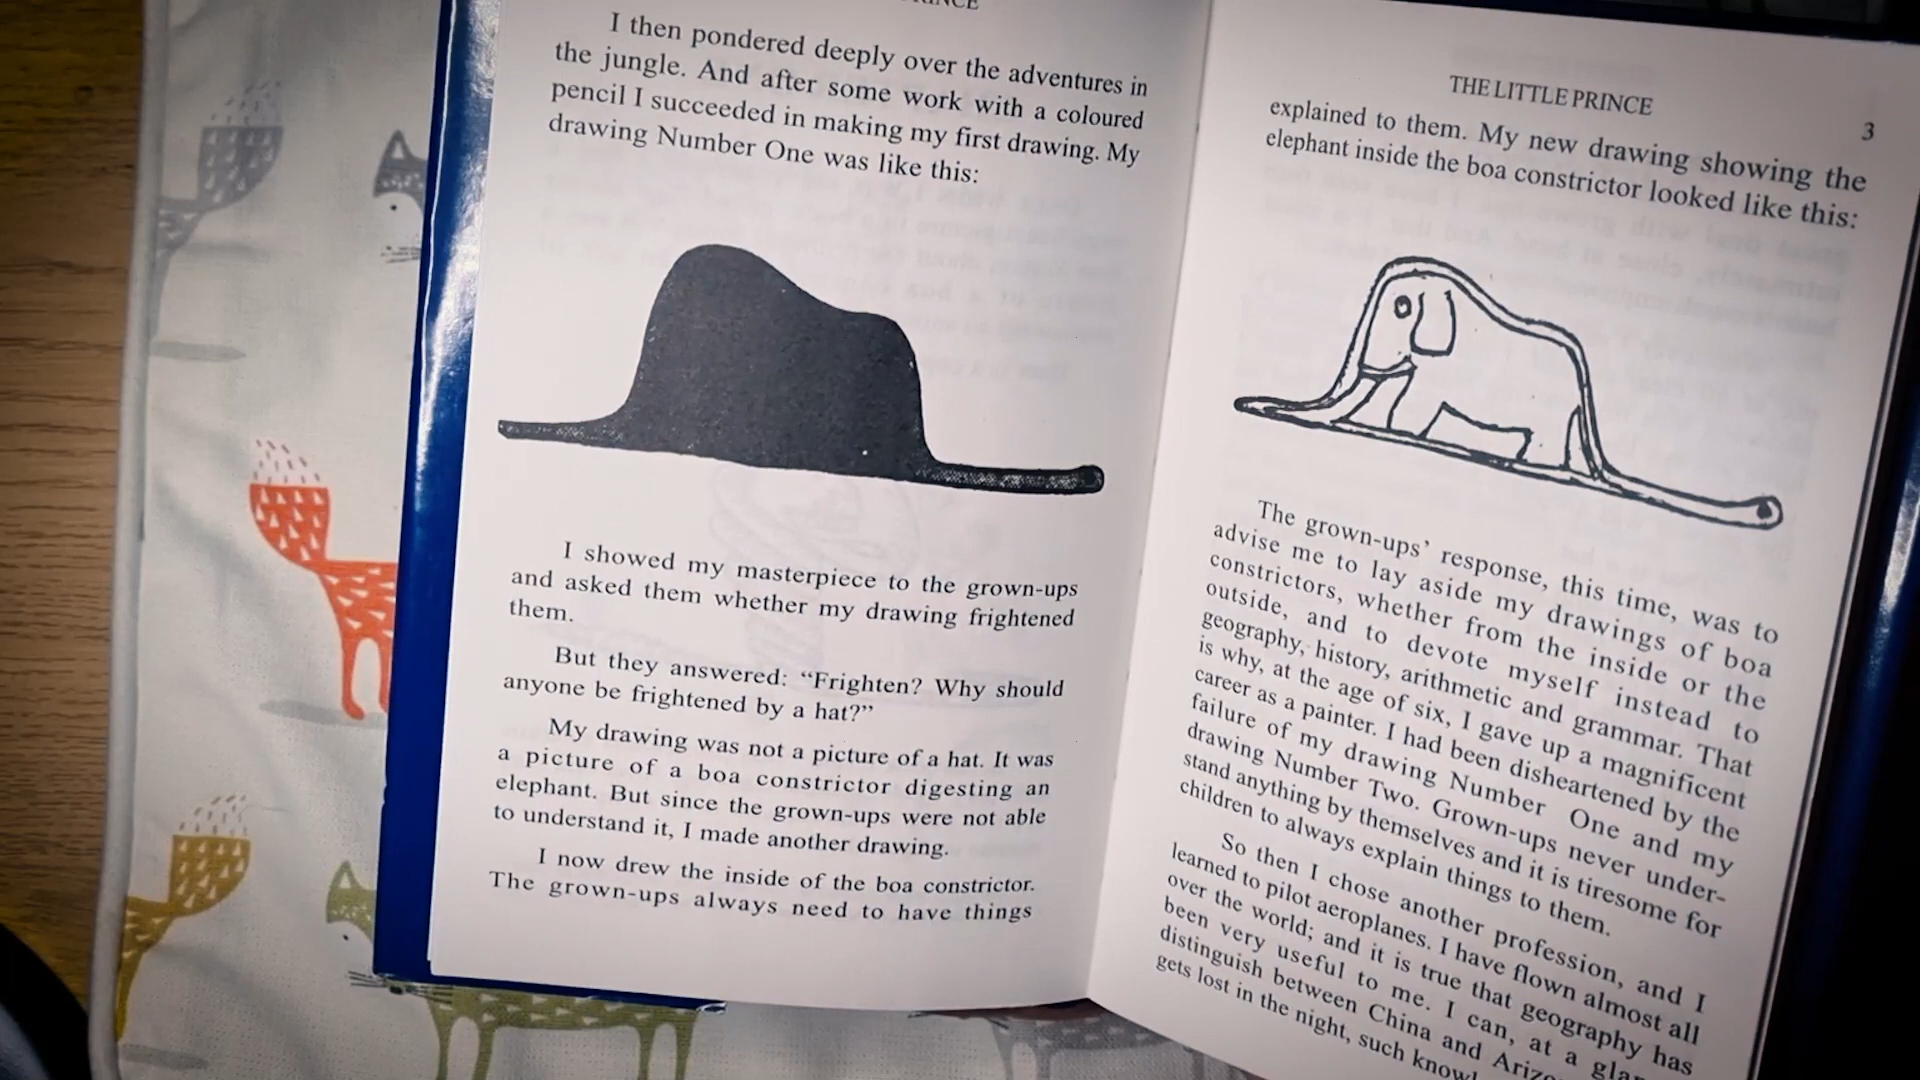 I then pondered deeply over the adventures in
the jungle. And after some work with a coloured
pencil I succeeded in making my first drawing. My
drawing Number One was like this:
I showed my masterpiece to the grown-ups
and asked them whether my drawing frightened
them.
But they answered: “Frighten? Why should
anyone be frightened by a hat?”
My drawing was not a picture of a hat. It was
a picture of a boa constrictor digesting an
elephant. But since the grown-ups were not able
to understand it, I made another drawing.
I now drew the inside of the boa constrictor.
The grown-ups always need to have things
THE LITTLE PRINCE
3
explained to them. My new drawing showing the
elephant inside the boa constrictor looked like this:
The grown-ups’ response, this time, was to
advise me to lay aside my drawings of boa
constrictors, whether from the inside or the
outside, and to devote myself instead to
geography, history, arithmetic and grammar. That
is why, at the age of six, I gave up a magnificent
career as a painter. I had been disheartened by the
failure of my drawing Number One and my
drawing Number Two. Grown-ups never under-
stand anything by themselves and it is tiresome for
children to always explain things to them.
So then I chose another profession, and I
learned to pilot aeroplanes. I have flown almost all
over the world; and it is true that geography has
been very useful to me. I can, at a
distinguish between China and
gets lost in the night, such